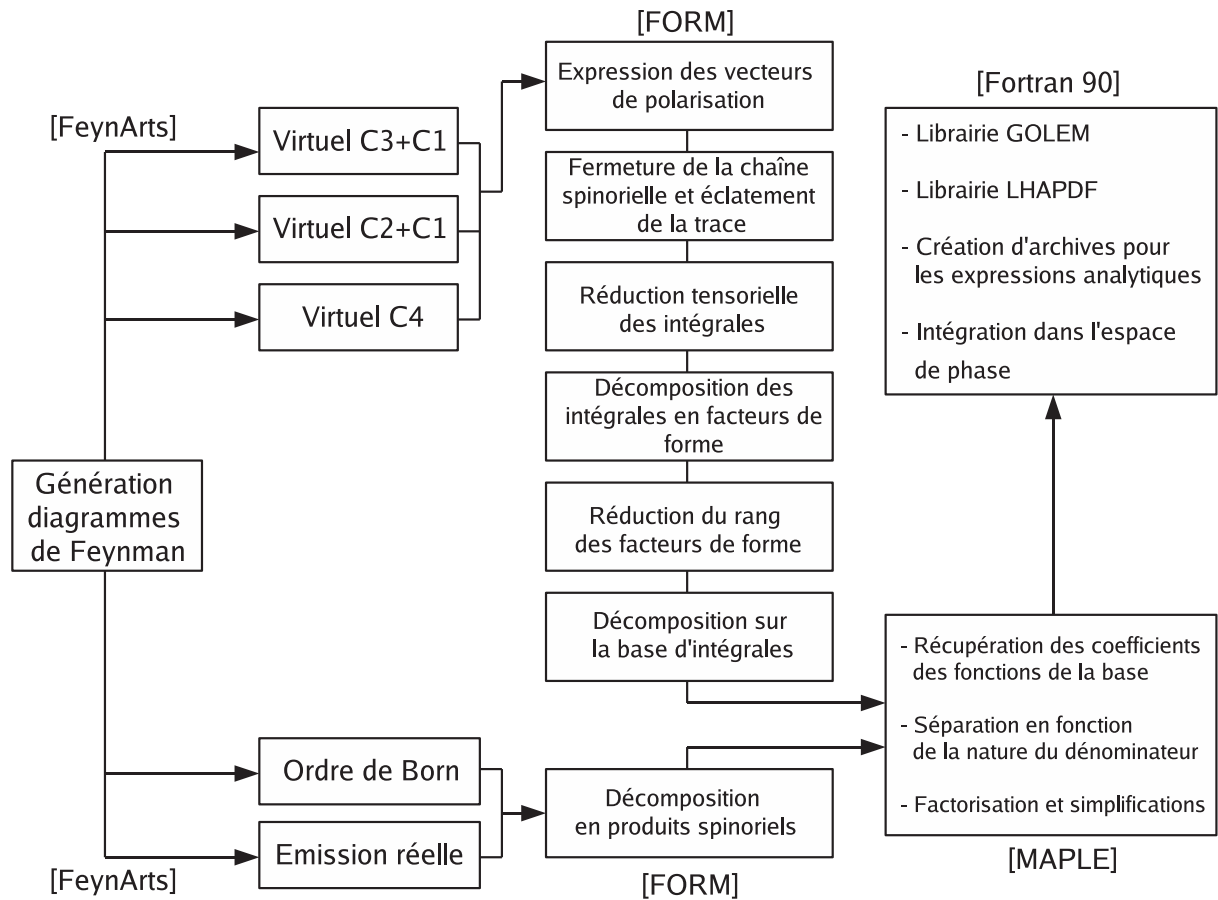 [FeynArts]
Virtuel C3+C1
Virtuel C2+C1
Virtuel C4
Génération
diagrammes
de Feynman
Ordre de Born
Emission réelle
[FeynArts]
[FORM]
Expression des vecteurs
de polarisation
Fermeture de la chaîne
spinorielle et éclatement
de la trace
Réduction tensorielle
des intégrales
Décomposition des
intégrales en facteurs de
forme
Réduction du rang
des facteurs de forme
Décomposition sur
la base d'intégrales
Décomposition
en produits spinoriels
[FORM]
[Fortran 90]
- Librairie GOLEM
- Librairie LHAPDF
- Création d'archives pour
les expressions analytiques
- Intégration dans l'espace
de phase
- Récupération des coefficients
des fonctions de la base
- Séparation en fonction
de la nature du dénominateur
- Factorisation et simplifications
[MAPLE]